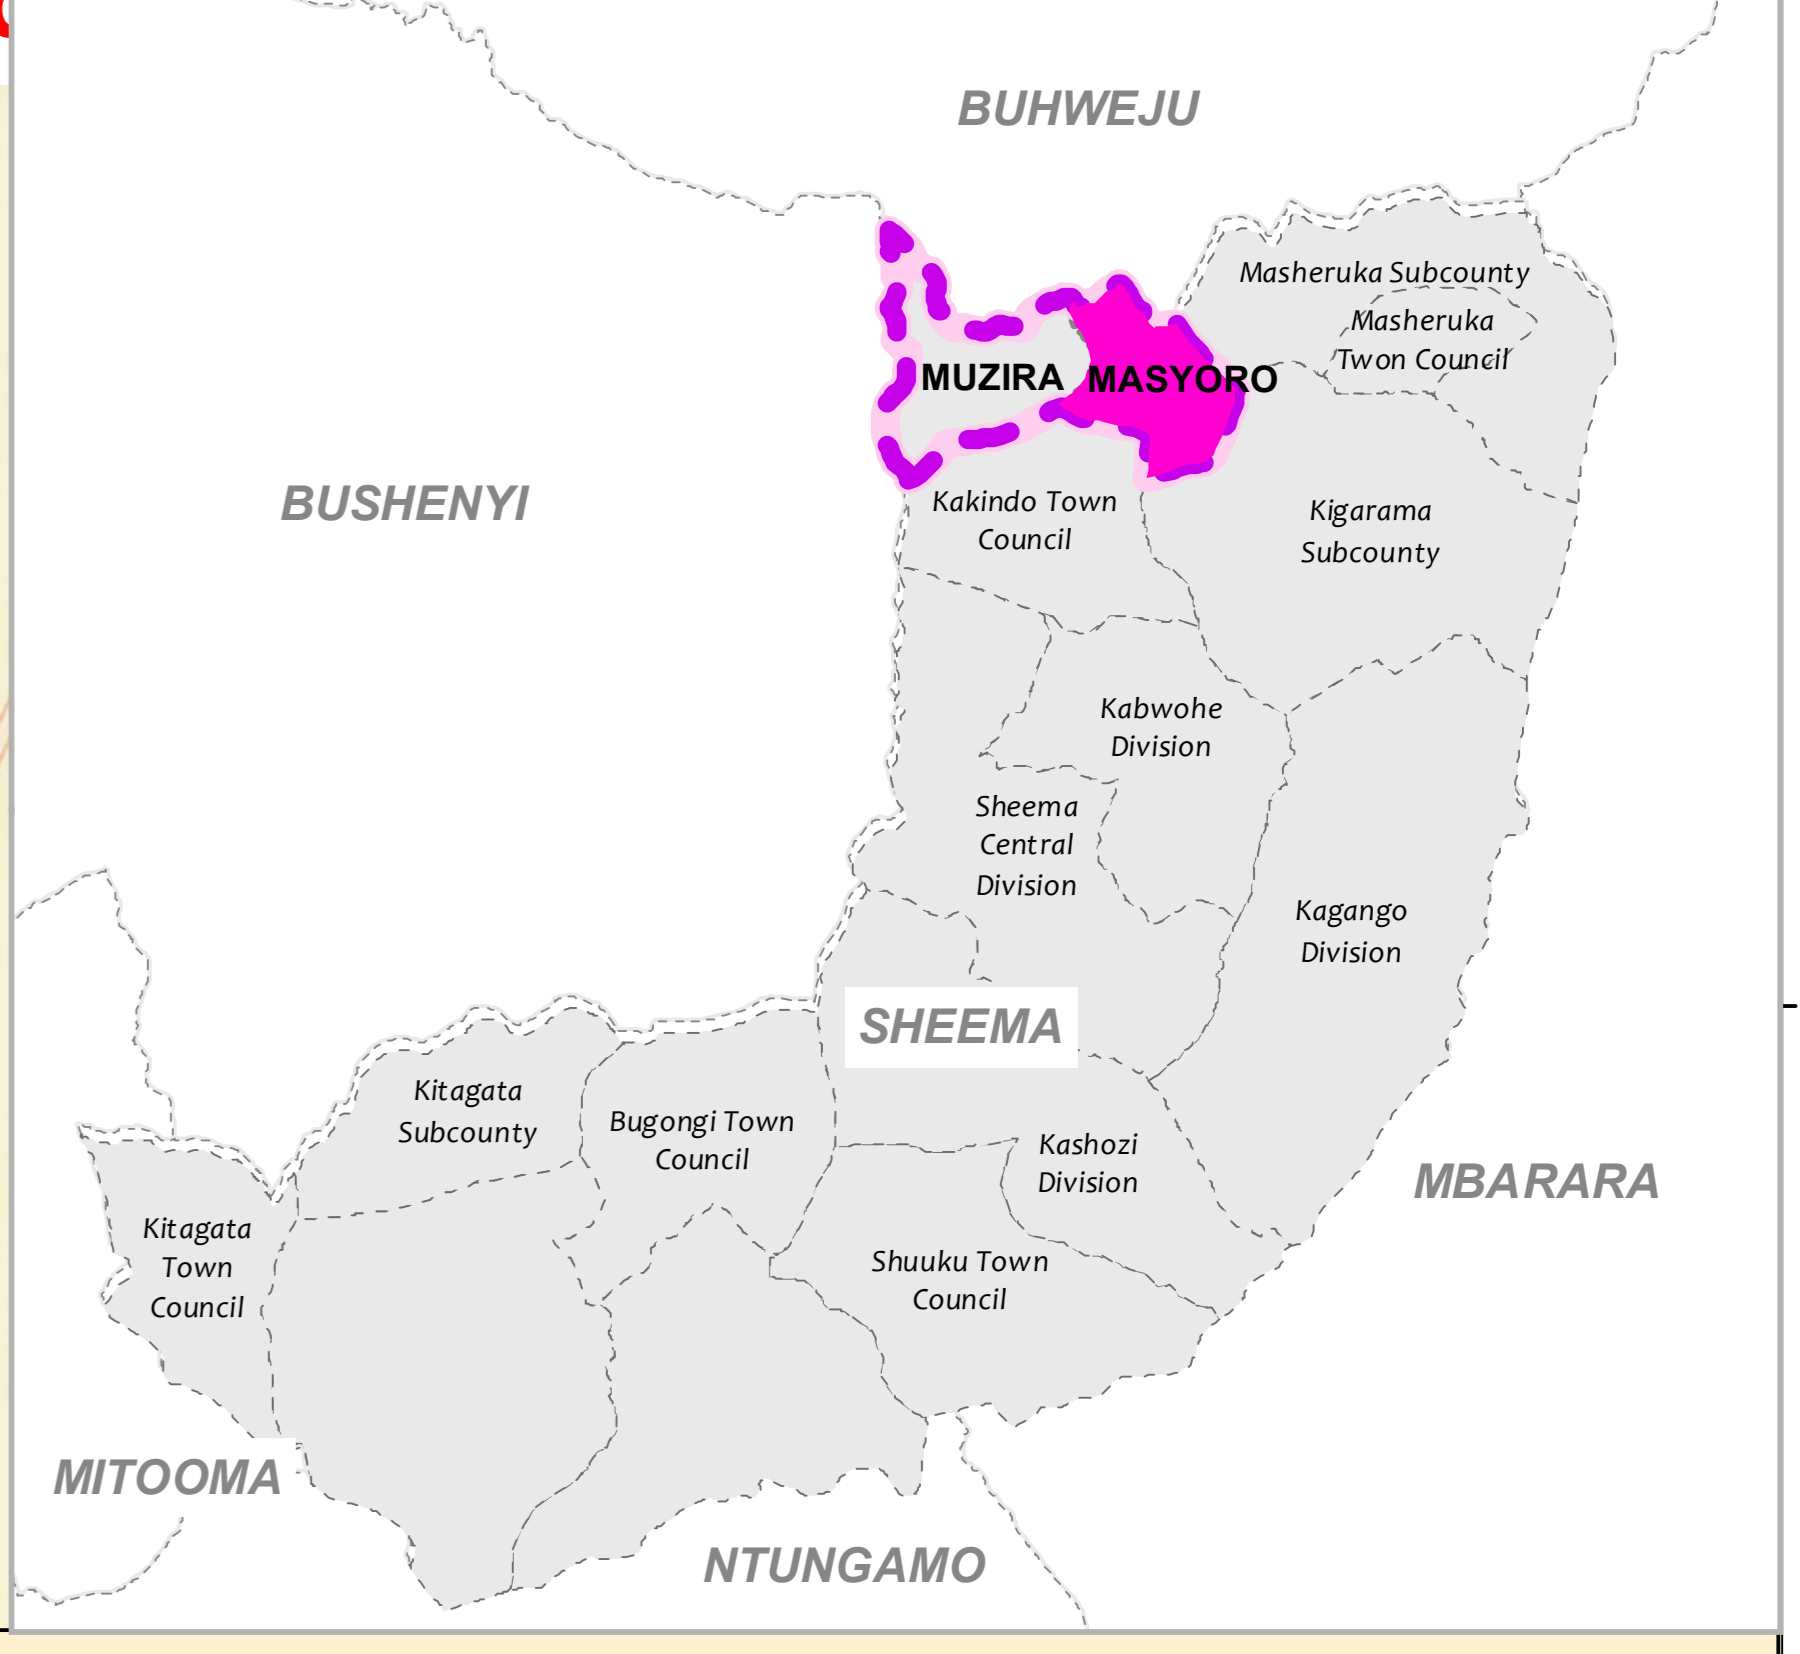 BUHWEJU
Masheruka Subcounty
Masheruka
Twon Council
MUZIRA
MASYORO
BUSHENYI
Kakindo Town
Council
Kigarama
Subcounty
Kabwohe
Division
Sheema
Central
Division
Kagango
Division
SHEEMA
Kitagata
Subcounty
Bugongi Town
Council
Kashozi
Division
MBARARA
Kitagata
Town
Council
Shuuku Town
Council
MITOOMA
NTUNGAMO